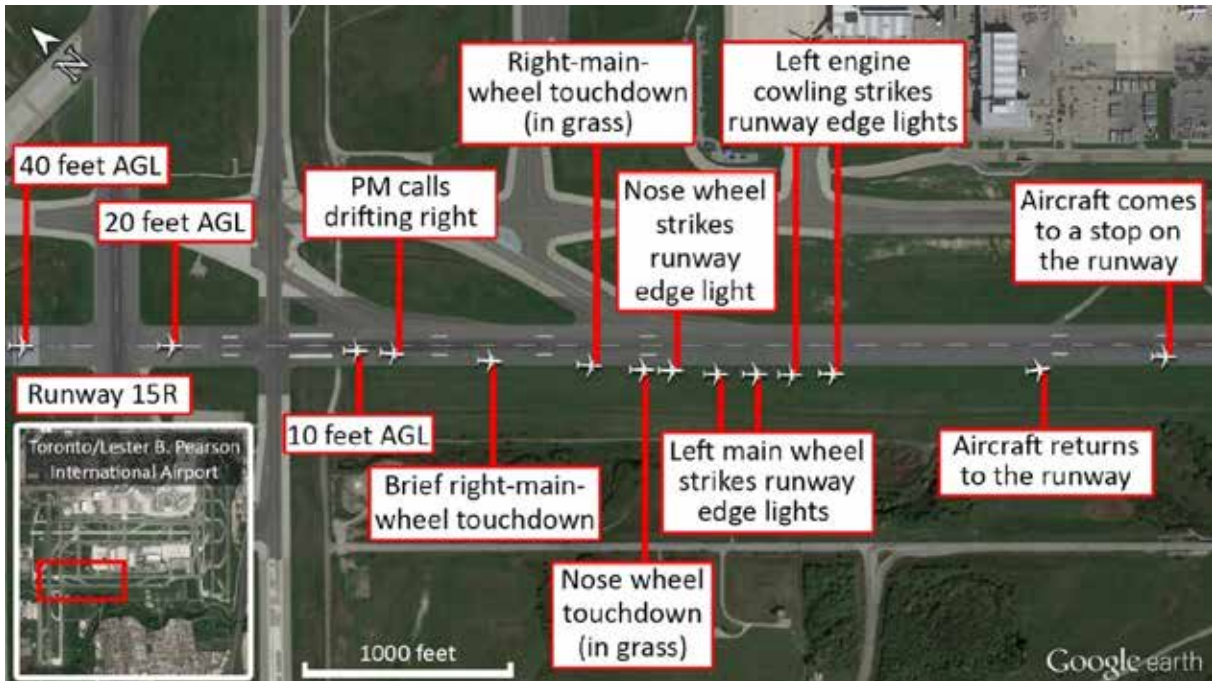 N
40 feet AGL
20 feet AGL
PM calls
drifting right
Right-main-
wheel touchdown
(in grass)
Nose wheel
strikes
runway
edge light
Left engine
cowling strikes
runway edge lights
Aircraft comes
to a stop on
the runway
Runway 15R
Toronto/Lester B. Pearson
International Airport
10 feet AGL
Brief right-main-
wheel touchdown
Nose wheel
touchdown
(in grass)
Left main wheel
strikes runway
edge lights
Aircraft returns
to the runway
1000 feet
Google earth